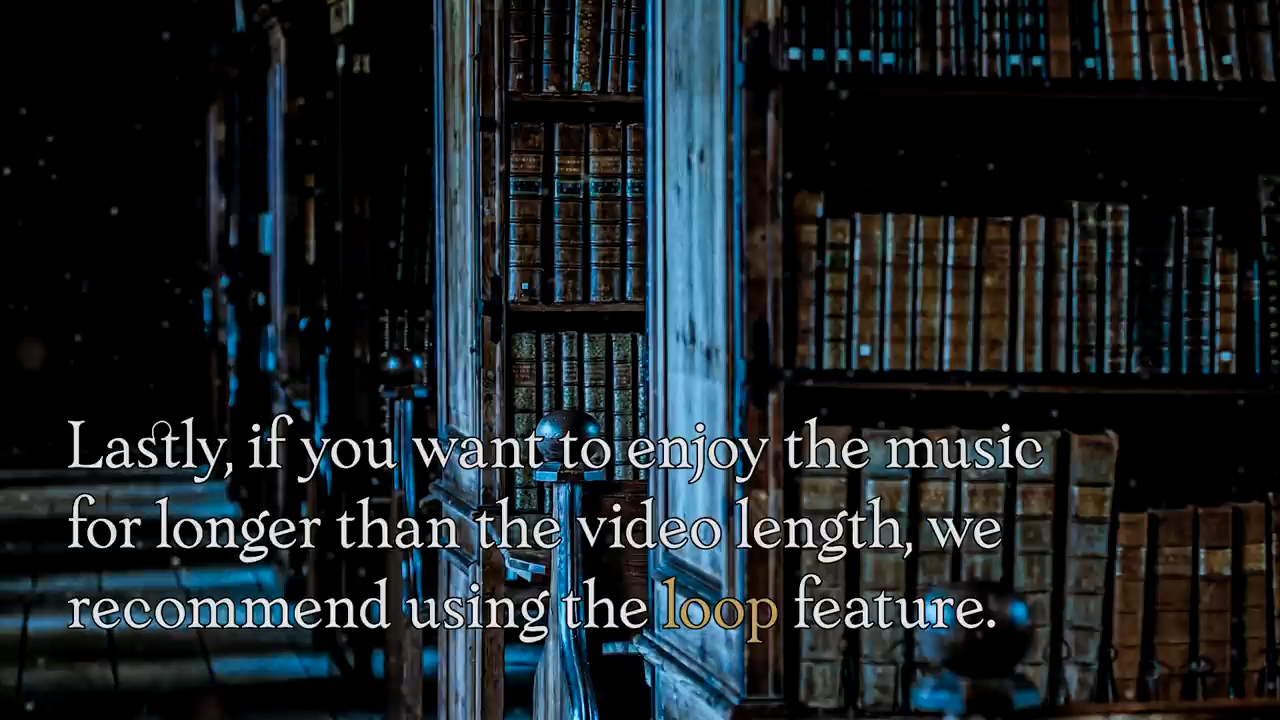 Lastly, if you want to enjoy the music
for longer than the video length, we
recommend using the loop feature.